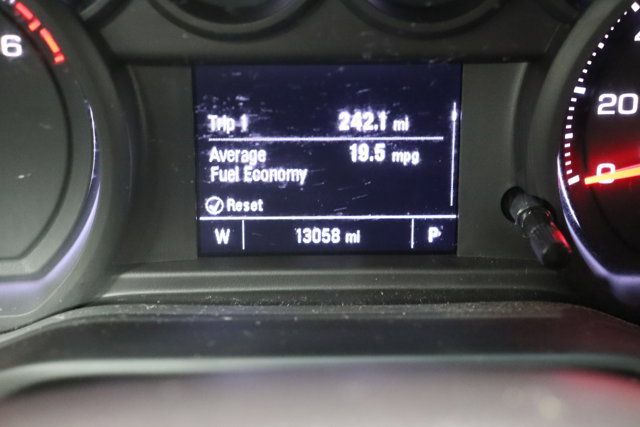 6
Trip 1 242.1 mi
Average 19.5 mpg
Fuel Economy
Reset
W 13058 mi P
20
0